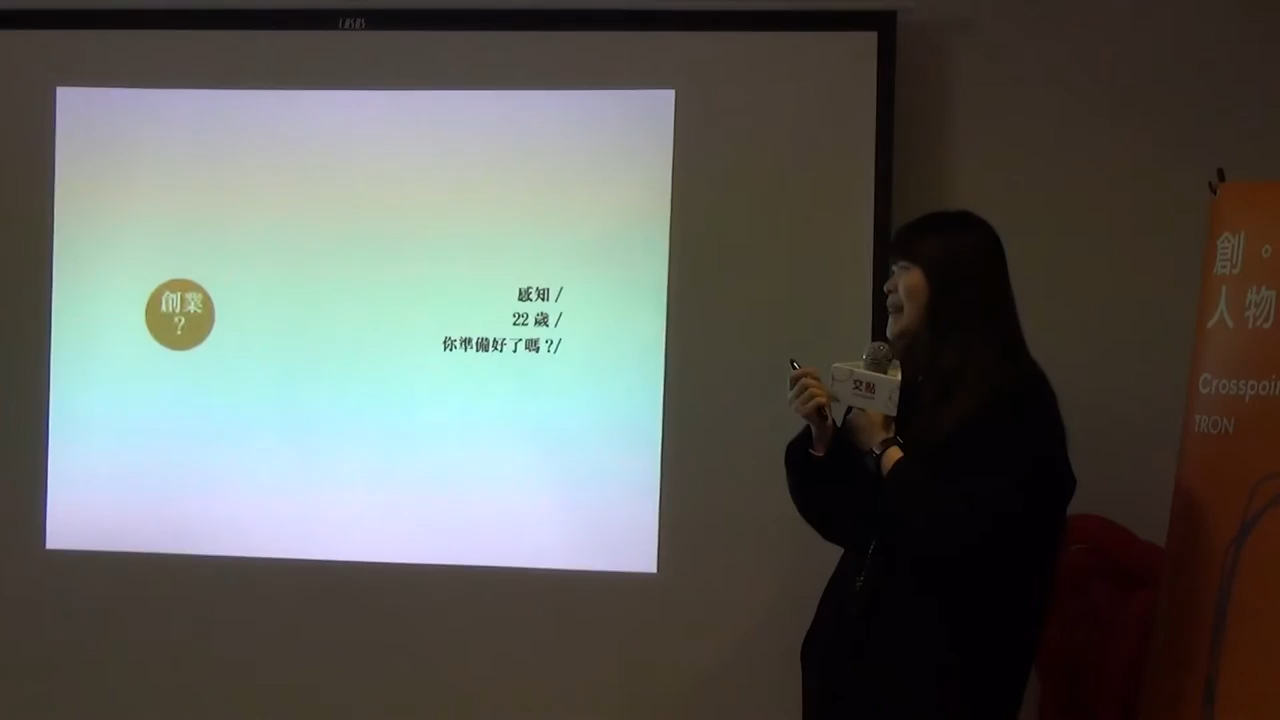 創業
?
感知 /
22 歲 /
你準備好了嗎 ?/
交點
創。
人物
Crosspoi
TRON